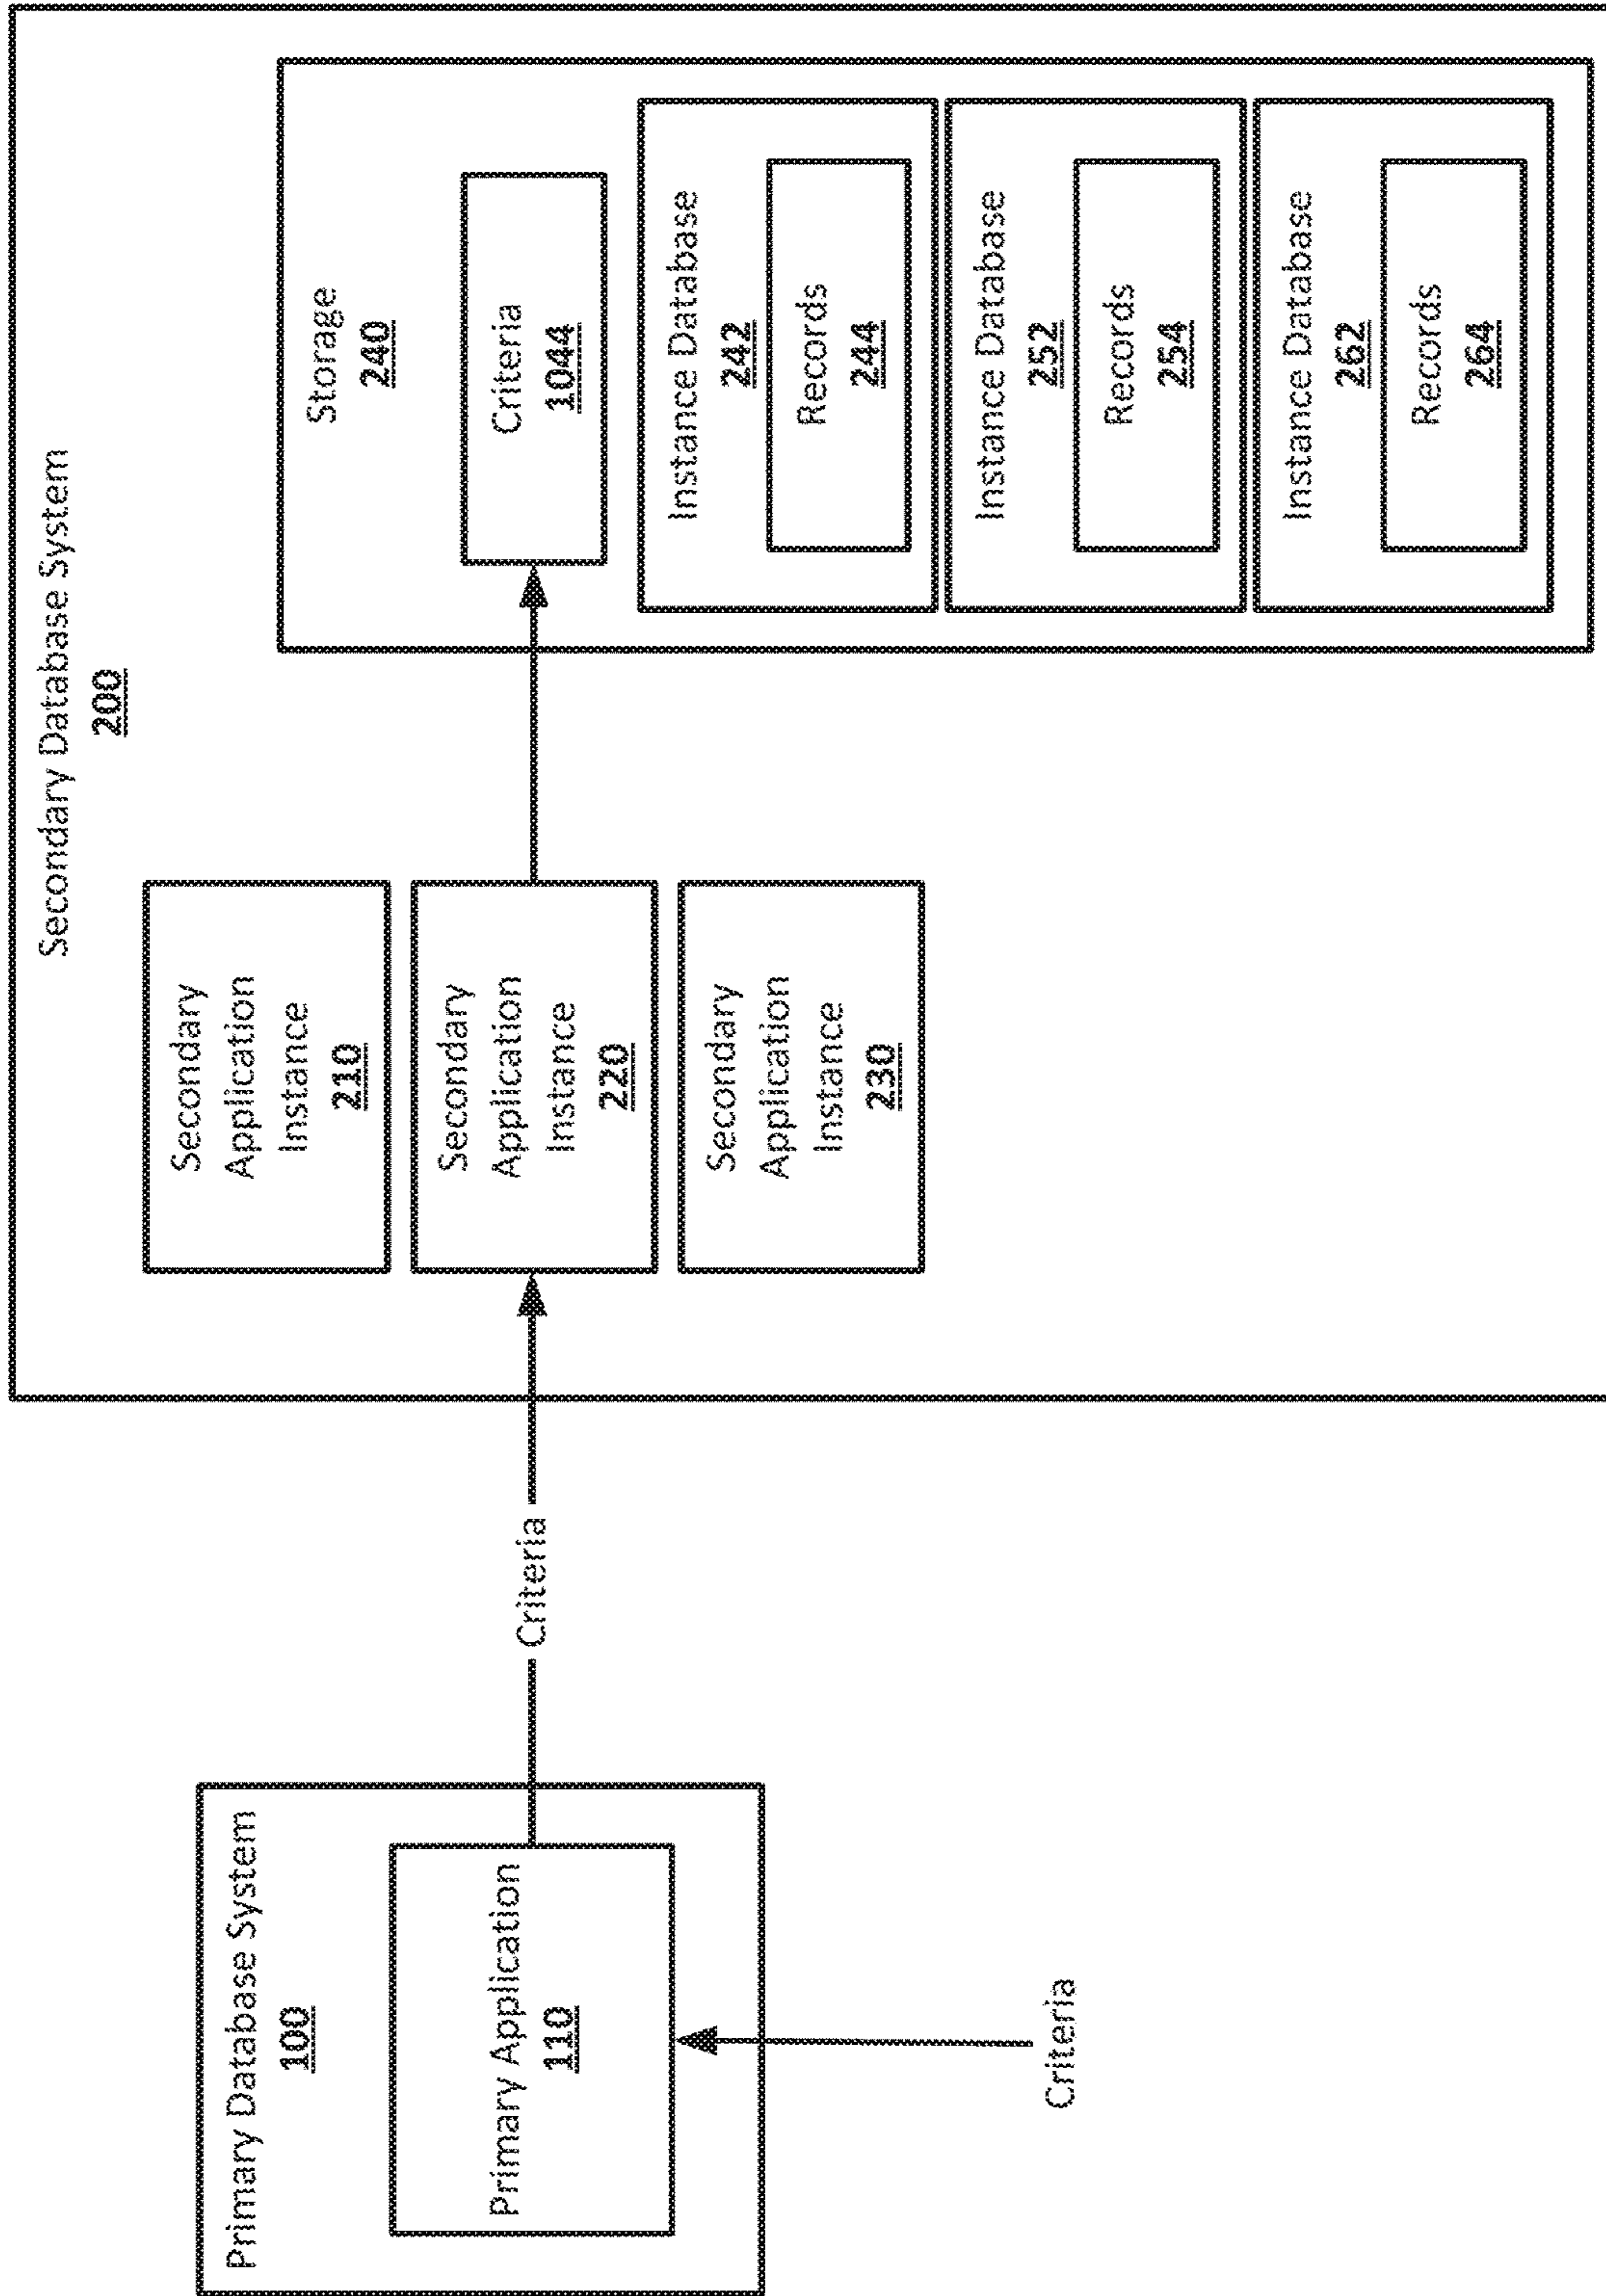 Primary Database System
100
Primary Application
110
Criteria
Criteria
Secondary Database System
200
Secondary
Application
Instance
210
Secondary
Application
Instance
220
Secondary
Application
Instance
230
Storage
240
Criteria
1044
Instance Database
242
Records
244
Instance Database
252
Records
254
Instance Database
262
Records
264